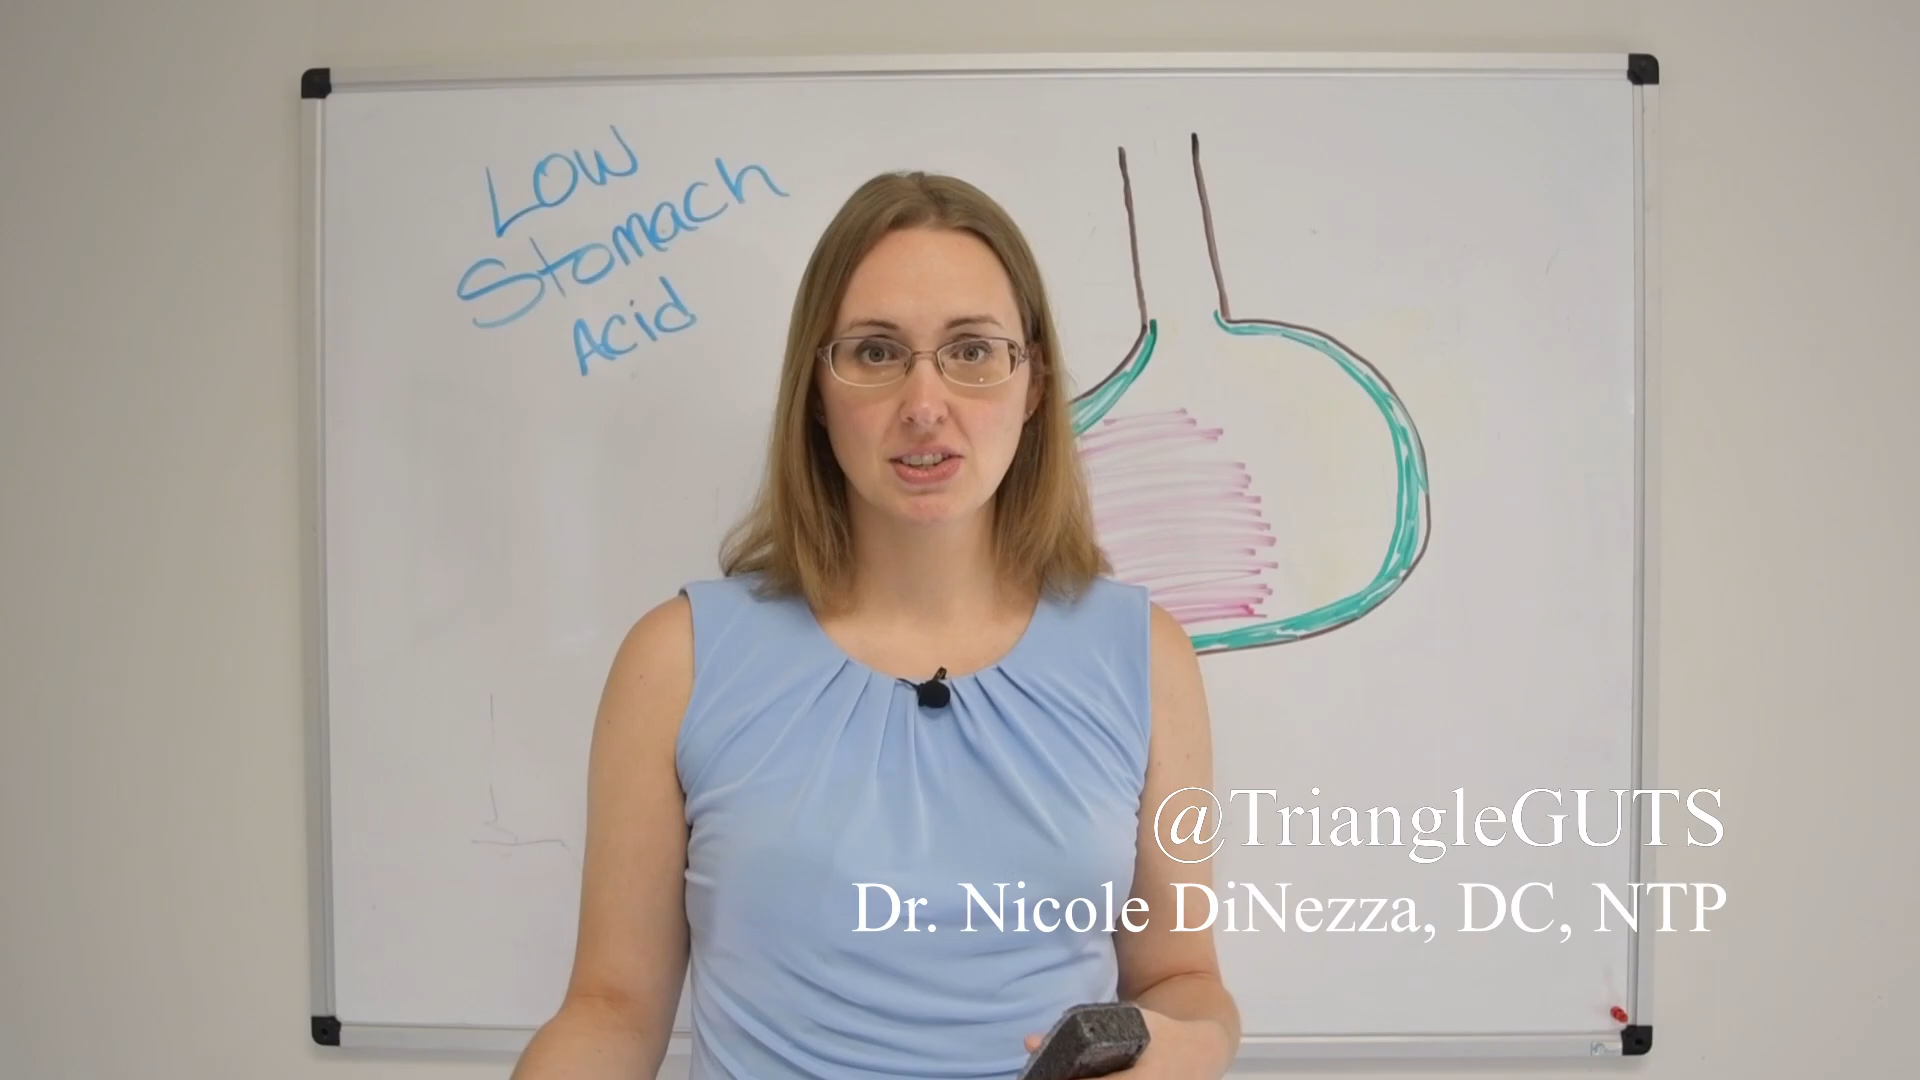 Low
Stomach
Acid
@TriangleGUTS
Dr. Nicole DiNezza, DC, NTP